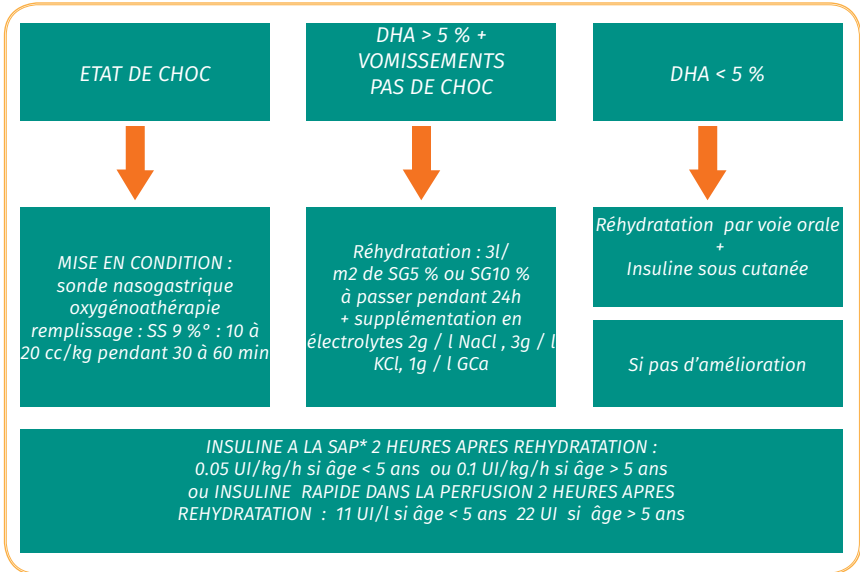 ETAT DE CHOC
DHA > 5 % +
VOMISSEMENTS
PAS DE CHOC
DHA < 5 %
MISE EN CONDITION :
sonde nasogastrique
oxygénoathérapie
remplissage : SS 9 %° : 10 à
20 cc/kg pendant 30 à 60 min
Réhydratation : 3l/
m2 de SG5 % ou SG10 %
à passer pendant 24h
+ supplémentation en
électrolytes 2g / l NaCl , 3g / l
KCl, 1g / l GCa
Réhydratation par voie orale
+
Insuline sous cutanée
Si pas d'amélioration
INSULINE A LA SAP* 2 HEURES APRES REHYDRATATION :
0.05 UI/kg/h si âge < 5 ans ou 0.1 UI/kg/h si âge > 5 ans
ou INSULINE RAPIDE DANS LA PERFUSION 2 HEURES APRES
REHYDRATATION : 11 UI/l si âge < 5 ans 22 UI si âge > 5 ans